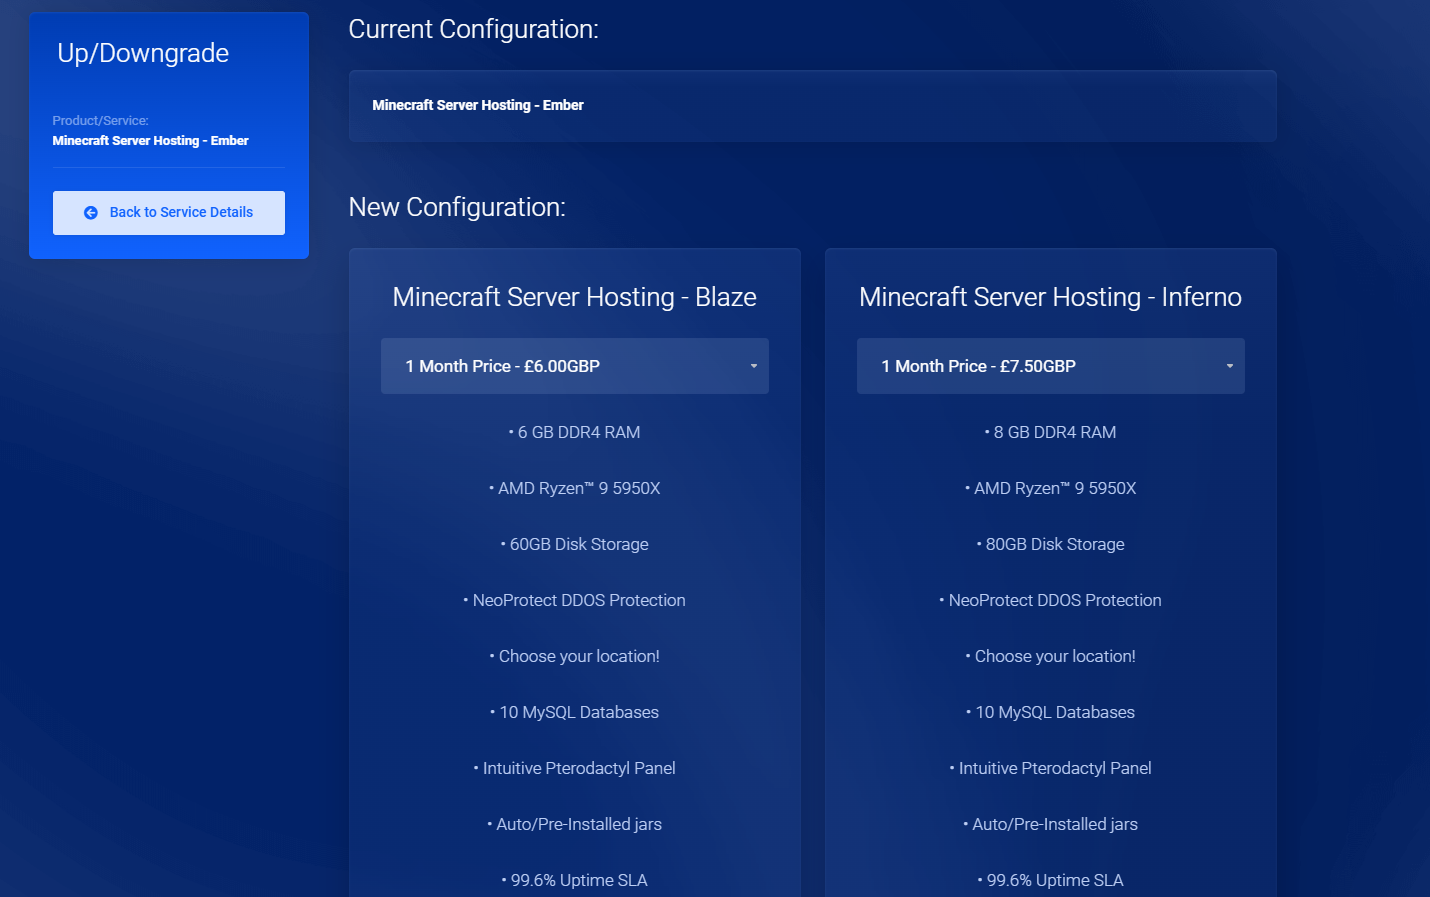 Up/Downgrade
Product/Service:
Minecraft Server Hosting - Ember
Back to Service Details
Current Configuration:
Minecraft Server Hosting - Ember
New Configuration:
Minecraft Server Hosting - Blaze
1 Month Price - £6.00GBP
• 6 GB DDR4 RAM
• AMD Ryzen™ 9 5950X
• 60GB Disk Storage
• NeoProtect DDOS Protection
• Choose your location!
• 10 MySQL Databases
• Intuitive Pterodactyl Panel
• Auto/Pre-Installed jars
• 99.6% Uptime SLA
Minecraft Server Hosting - Inferno
1 Month Price - £7.50GBP
• 8 GB DDR4 RAM
• AMD Ryzen™ 9 5950X
• 80GB Disk Storage
• NeoProtect DDOS Protection
• Choose your location!
• 10 MySQL Databases
• Intuitive Pterodactyl Panel
• Auto/Pre-Installed jars
• 99.6% Uptime SLA